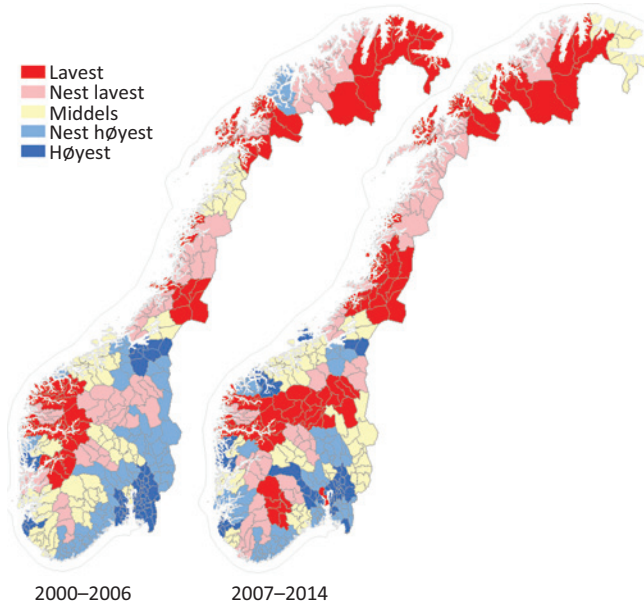 Lavest
Nest lavest
Middels
Nest høyest
Høyest
2000–2006
2007–2014